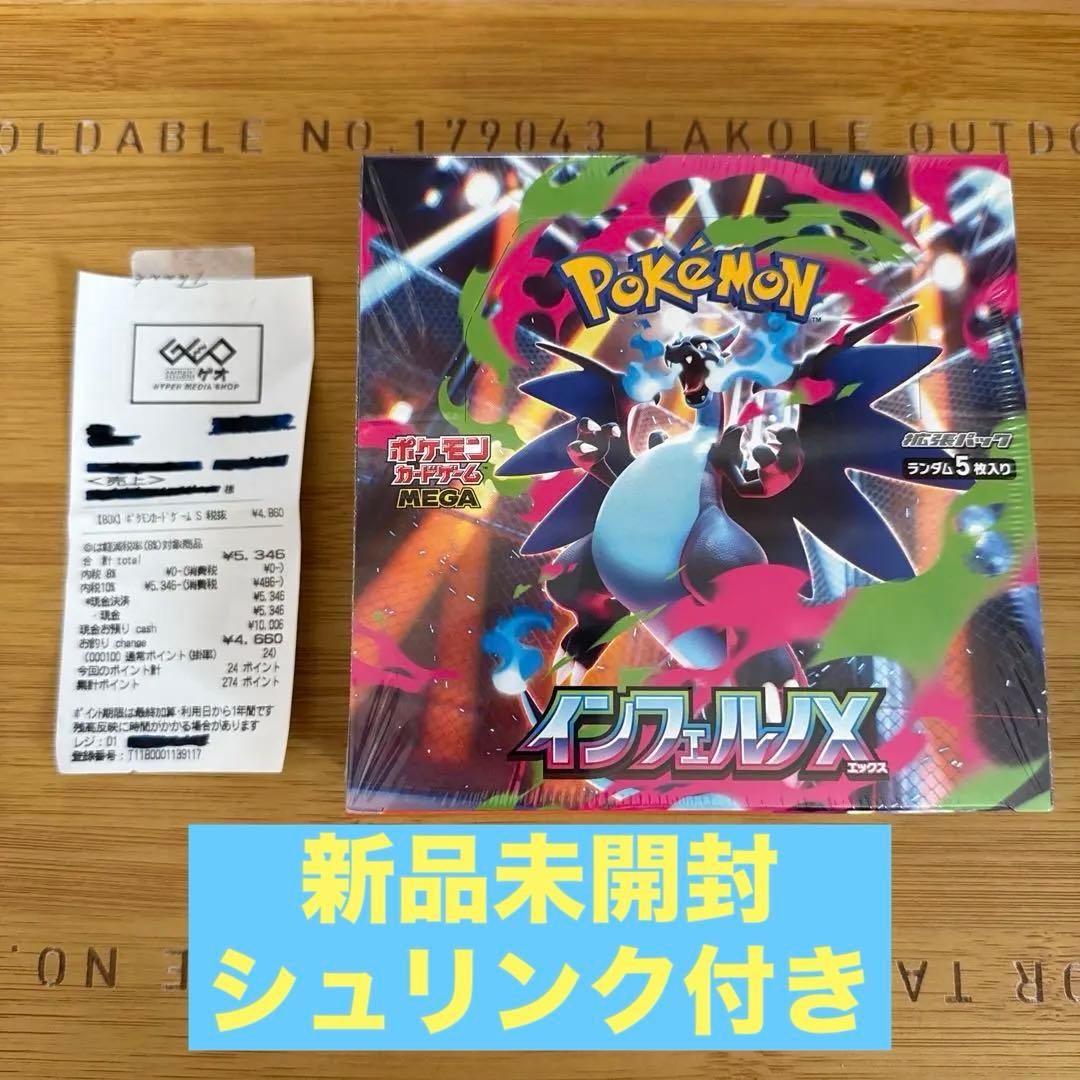 OLDABLE NO.179043 LAKOLE OUTDO
GEO
ゲオ
HYPER MEDIA SHOP
<売上>
様
【BOX】ポケモンカードゲーム S 税抜 ¥4,860
◎は軽減税率(8%)対象商品
合 計 total ¥5,346
内税 8% ¥0-(消費税 ¥0-)
内税10% ¥5,346-(消費税 ¥486-)
*現金決済 ¥5,346
現金 ¥5,346
現金お預り cash ¥10,006
お釣り change ¥4,660
(000100 通常ポイント(掛率) 24)
今回のポイント計 24 ポイント
累計ポイント 274 ポイント
ポイント期限は最終加算・利用日から1年間です
残高反映に時間がかかる場合があります
レジ:01
登録番号:T1180001139117
POKéMON
TM
ポケモン
カードゲーム
MEGA
拡張パック
ランダム5枚入り
インフェルノX
エックス
新品未開封
シュリンク付き
OR TA
E NO.